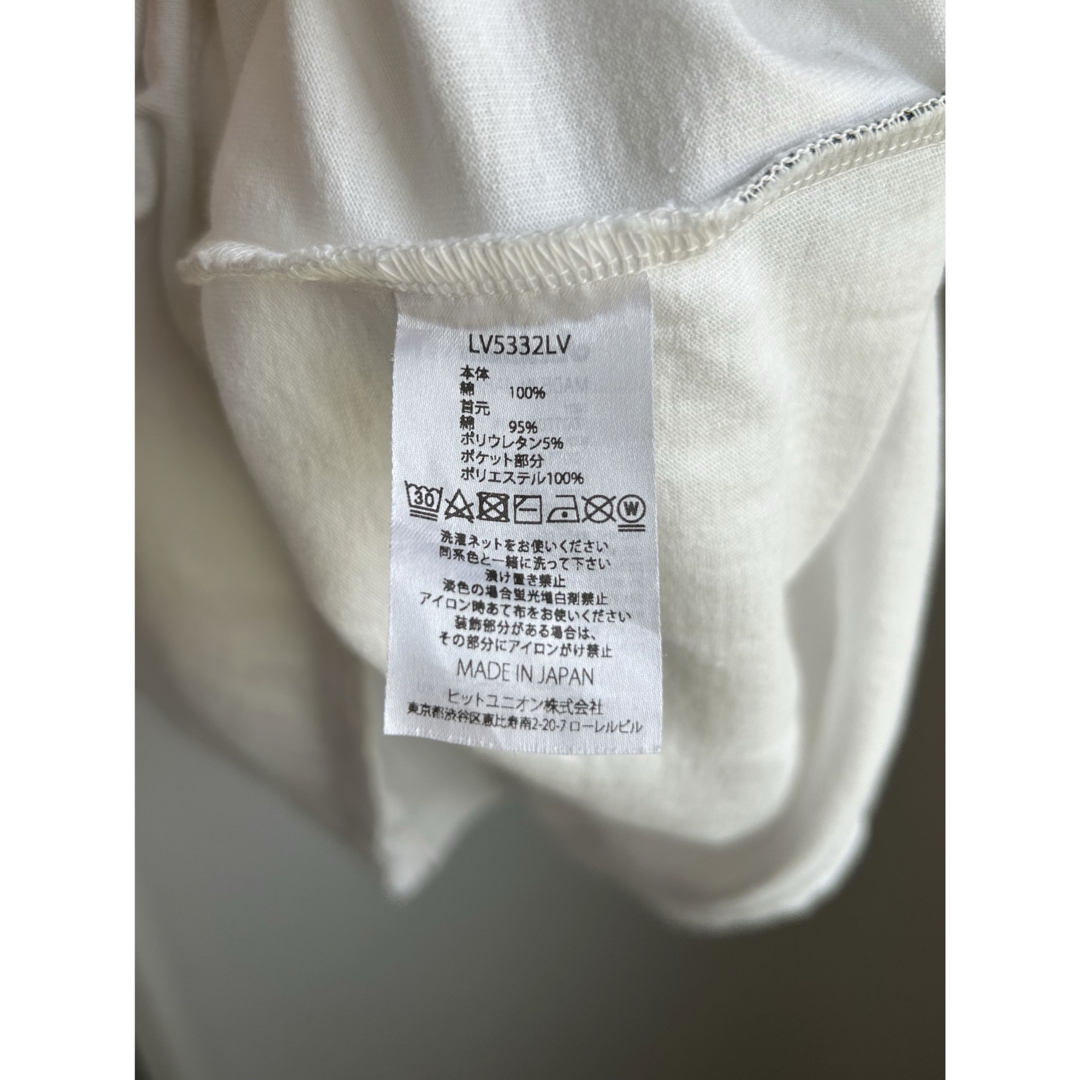 LV5332LV
本体
綿 100%
首元
綿 95%
ポリウレタン5%
ポケット部分
ポリエステル100%
30 W
洗濯ネットをお使いください
同系色と一緒に洗って下さい
漬け置き禁止
淡色の場合蛍光増白剤禁止
アイロン時あて布をお使いください
装飾部分がある場合は、
その部分にアイロンがけ禁止
MADE IN JAPAN
ヒットユニオン株式会社
東京都渋谷区恵比寿南2-20-7 ローレルビル